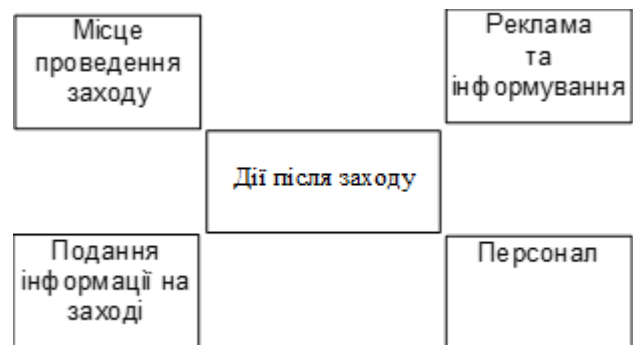 Місце
проведення
заходу
Реклама
та
інформування
Дії після заходу
Подання
інформації на
заході
Персонал